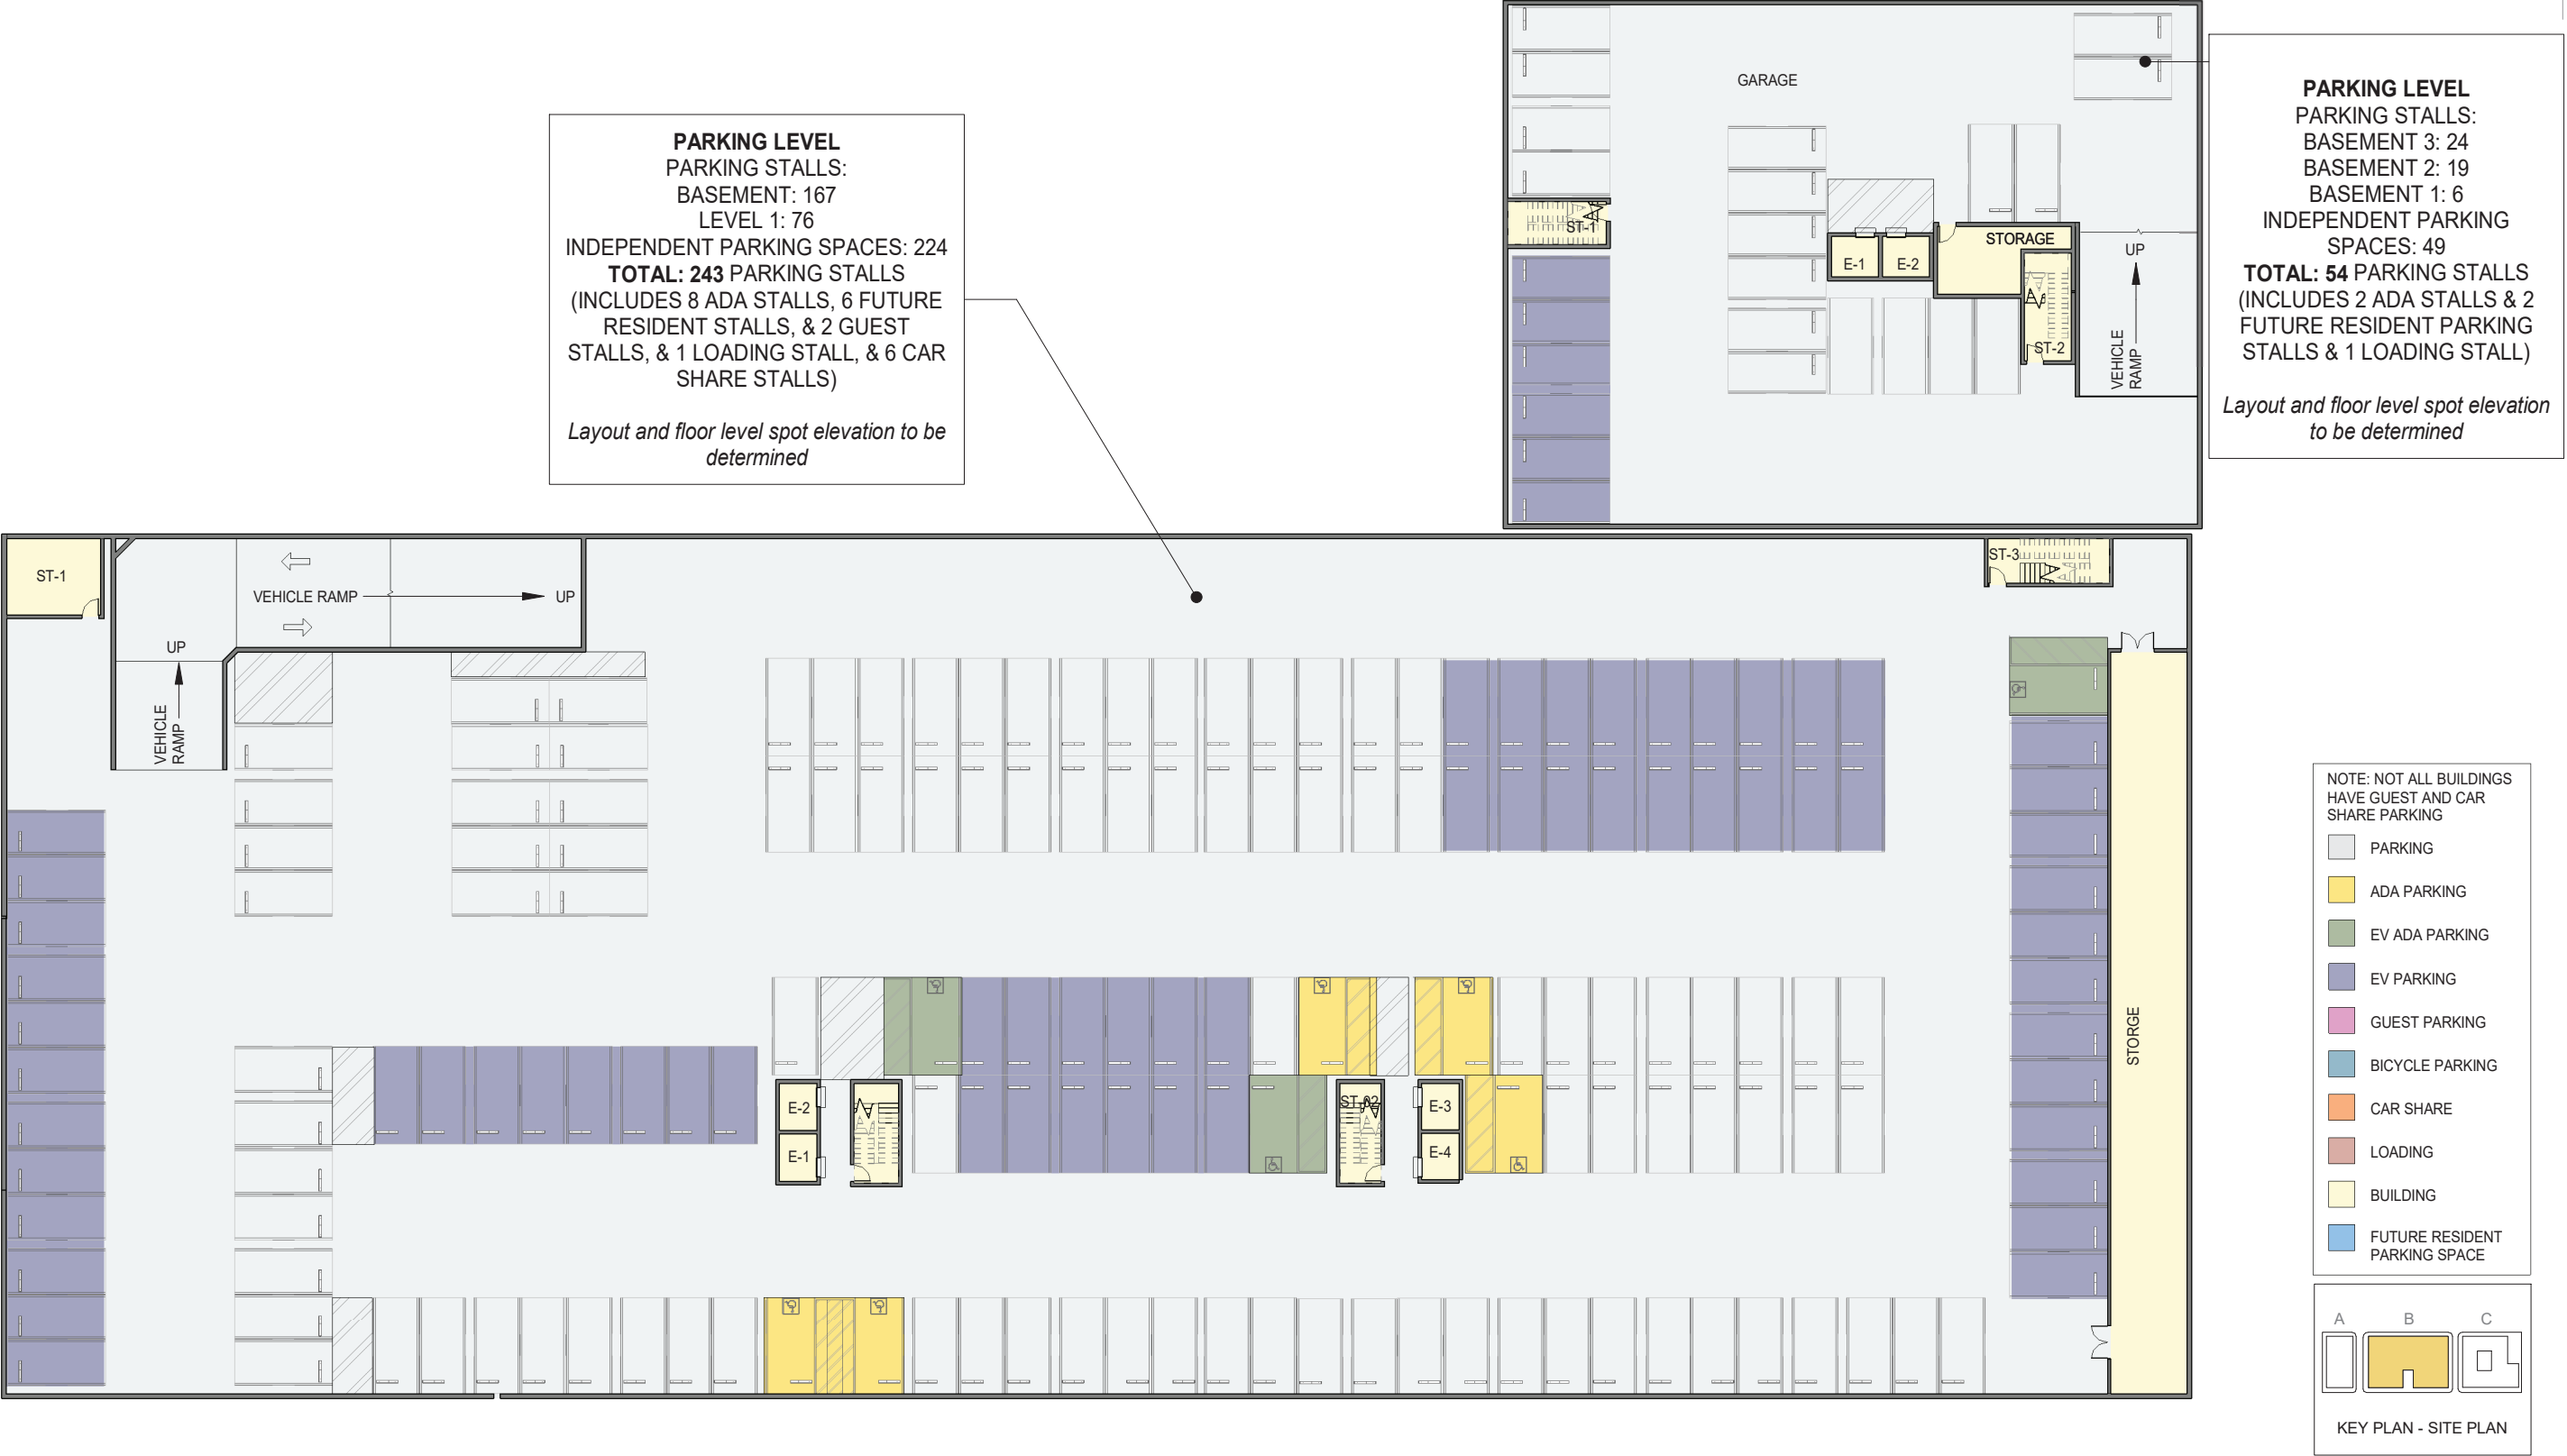 PARKING LEVEL
PARKING STALLS:
BASEMENT: 167
LEVEL 1: 76
INDEPENDENT PARKING SPACES: 224
TOTAL: 243 PARKING STALLS
(INCLUDES 8 ADA STALLS, 6 FUTURE
RESIDENT STALLS, & 2 GUEST
STALLS, & 1 LOADING STALL, & 6 CAR
SHARE STALLS)
Layout and floor level spot elevation to be
determined
GARAGE
ST-1
E-1
E-2
STORAGE
ST-2
UP
VEHICLE
RAMP
PARKING LEVEL
PARKING STALLS:
BASEMENT 3: 24
BASEMENT 2: 19
BASEMENT 1: 6
INDEPENDENT PARKING
SPACES: 49
TOTAL: 54 PARKING STALLS
(INCLUDES 2 ADA STALLS & 2
FUTURE RESIDENT PARKING
STALLS & 1 LOADING STALL)
Layout and floor level spot elevation
to be determined
ST-1
VEHICLE RAMP
UP
UP
VEHICLE
RAMP
ST-3
E-2
E-1
ST-02
E-3
E-4
STORGE
NOTE: NOT ALL BUILDINGS
HAVE GUEST AND CAR
SHARE PARKING
PARKING
ADA PARKING
EV ADA PARKING
EV PARKING
GUEST PARKING
BICYCLE PARKING
CAR SHARE
LOADING
BUILDING
FUTURE RESIDENT
PARKING SPACE
A
B
C
KEY PLAN - SITE PLAN